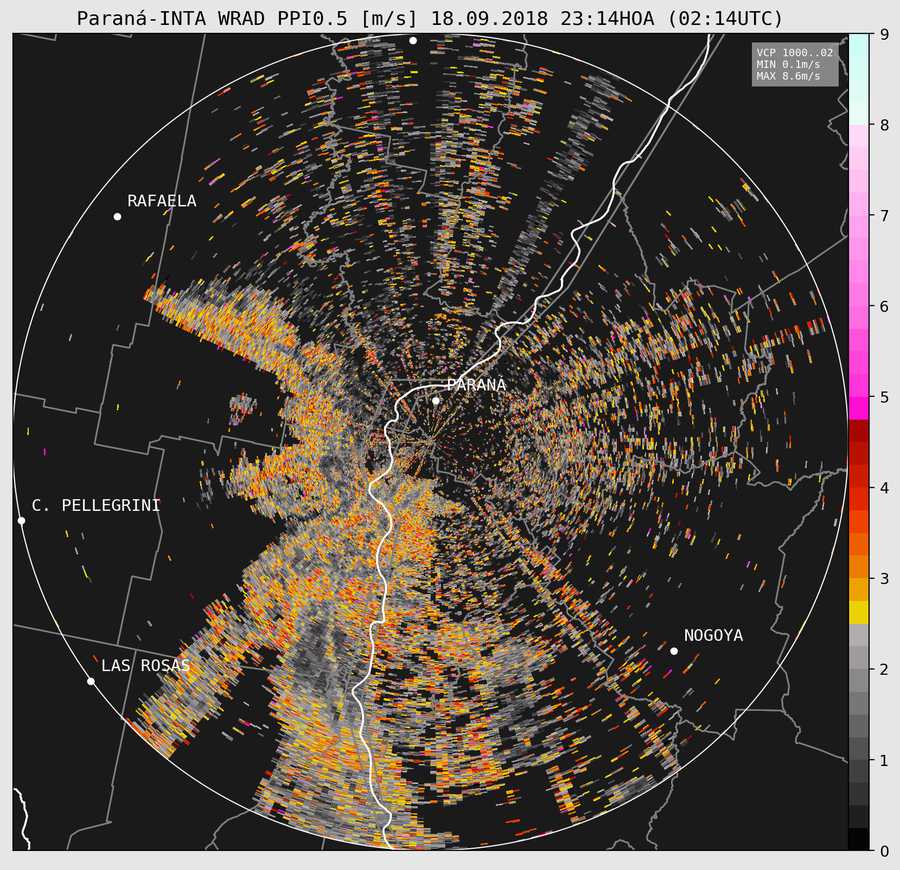 Paraná-INTA WRAD PPI0.5 [m/s] 18.09.2018 23:14HOA (02:14UTC)
VCP 1000..02
MIN 0.1m/s
MAX 8.6m/s
RAFAELA
PARANÁ
C. PELLEGRINI
NOGOYA
LAS ROSAS
9
8
7
6
5
4
3
2
1
0